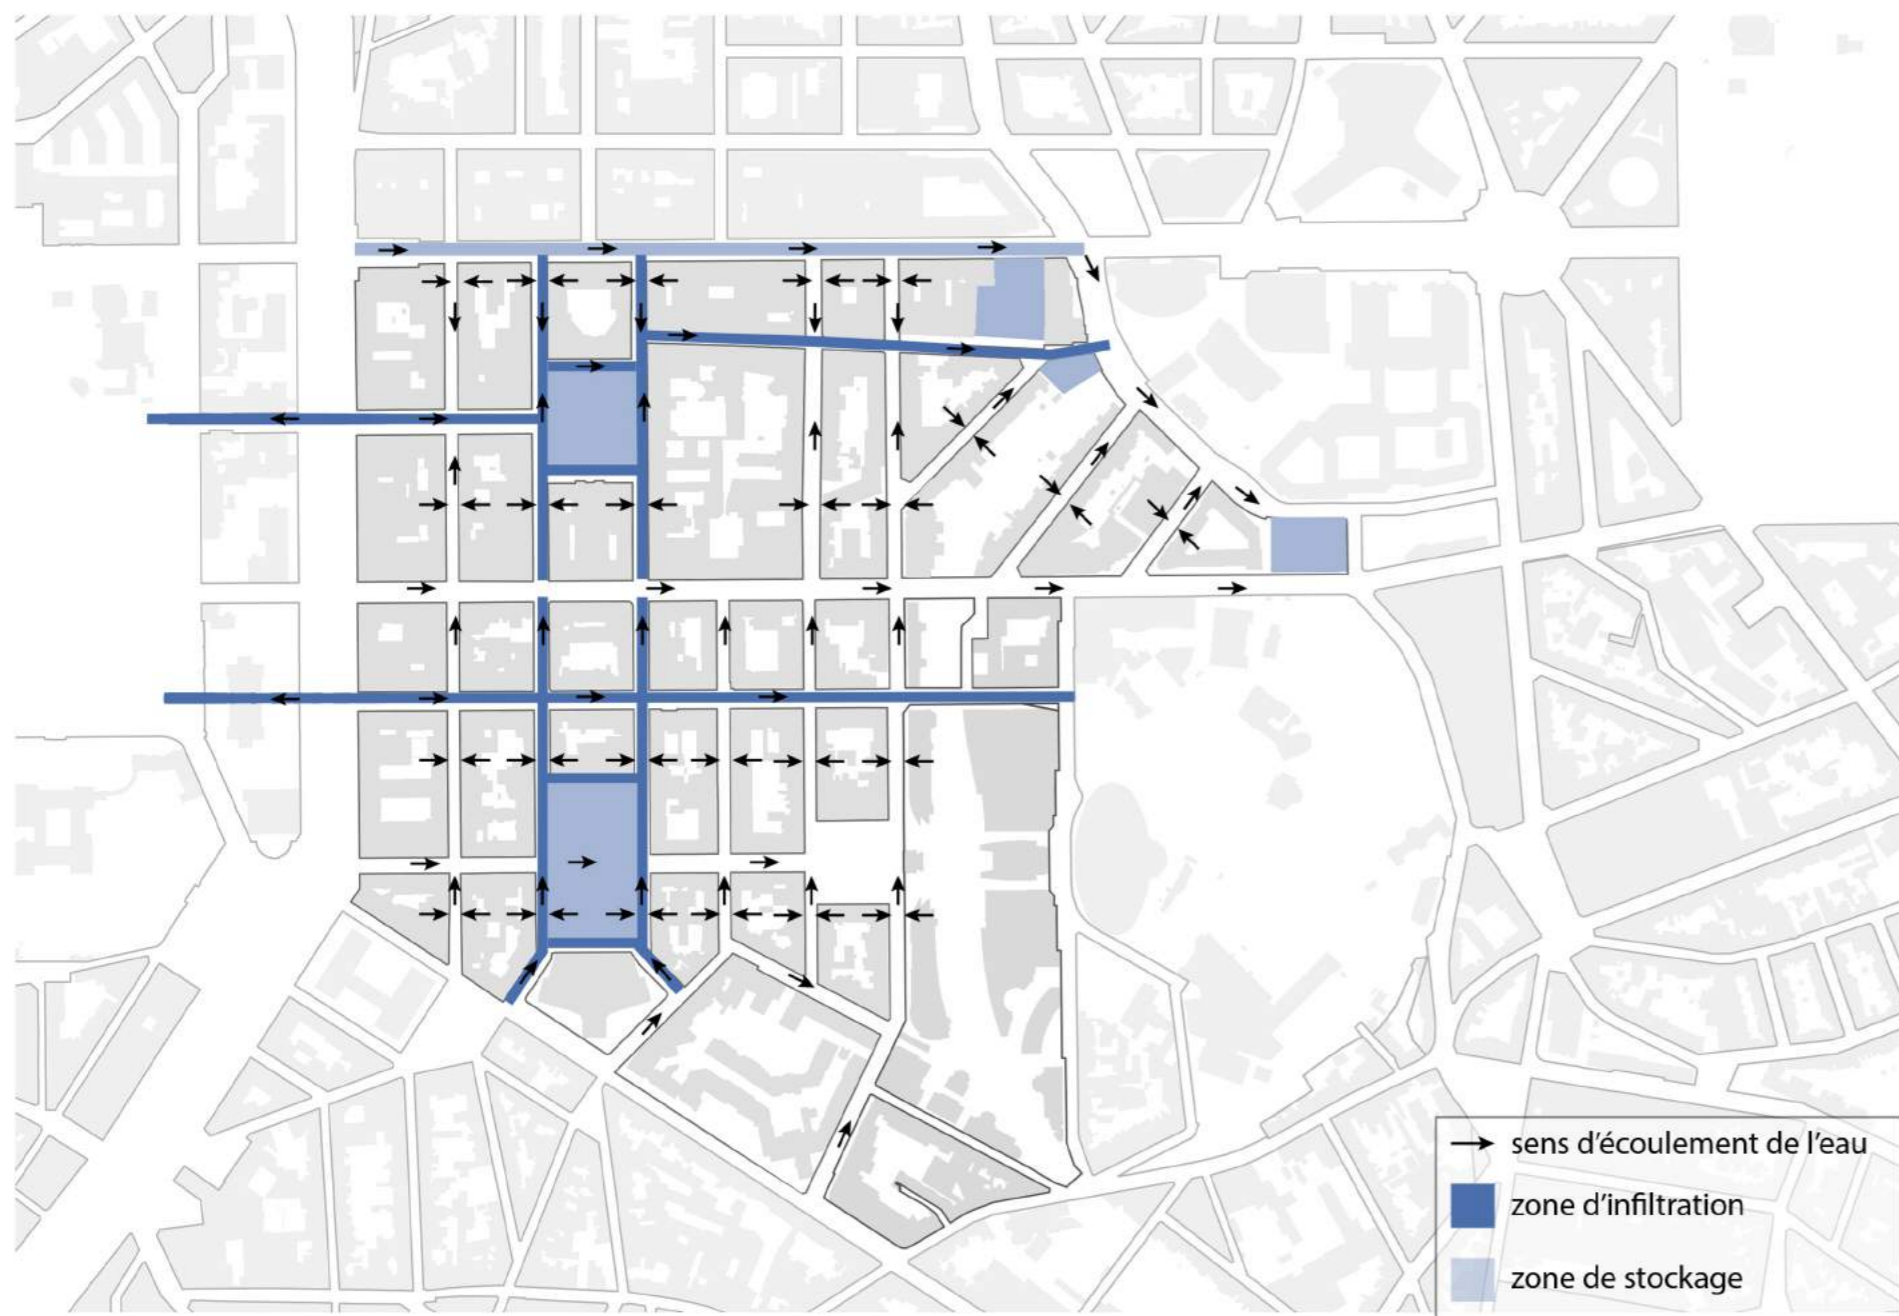 sens d'écoulement de l'eau
zone d'infiltration
zone de stockage